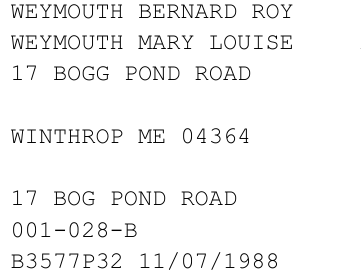 WEYMOUTH BERNARD ROY
WEYMOUTH MARY LOUISE
17 BOGG POND ROAD
WINTHROP ME 04364
17 BOG POND ROAD
001-028-B
B3577P32 11/07/1988